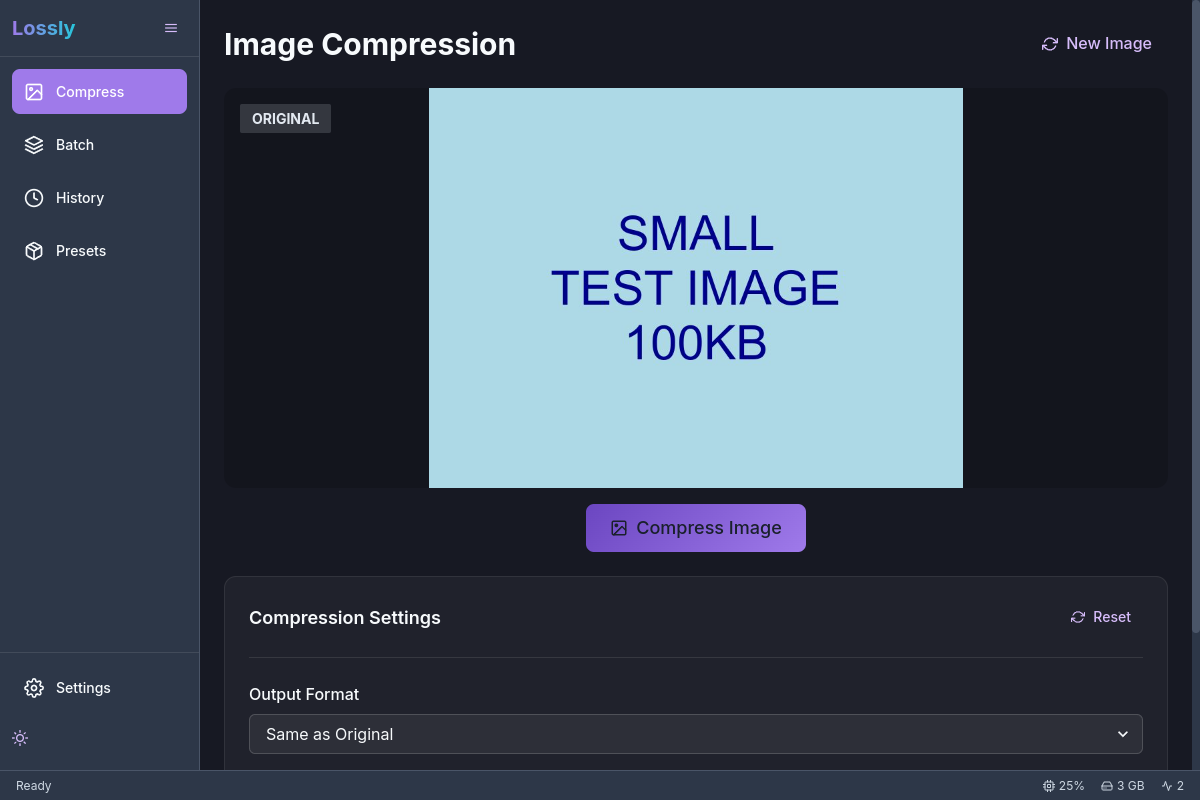 Lossly
Compress
Batch
History
Presets
Settings
Image Compression
New Image
ORIGINAL
SMALL
TEST IMAGE
100KB
Compress Image
Compression Settings
Reset
Output Format
Same as Original
Ready
25%
3 GB
2